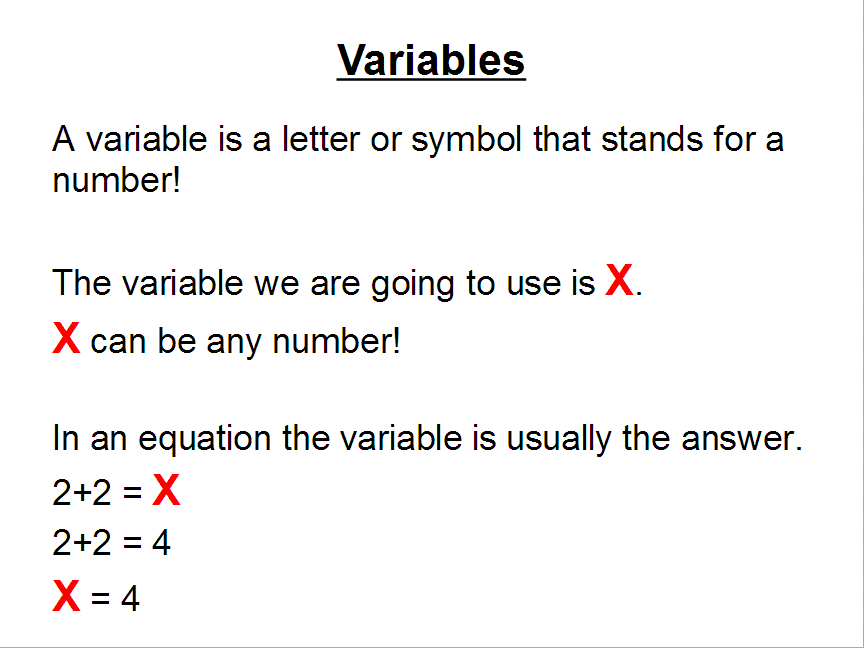 Variables
A variable is a letter or symbol that stands for a
number!
The variable we are going to use is X.
X can be any number!
In an equation the variable is usually the answer.
2+2 = X
2+2 = 4
X = 4